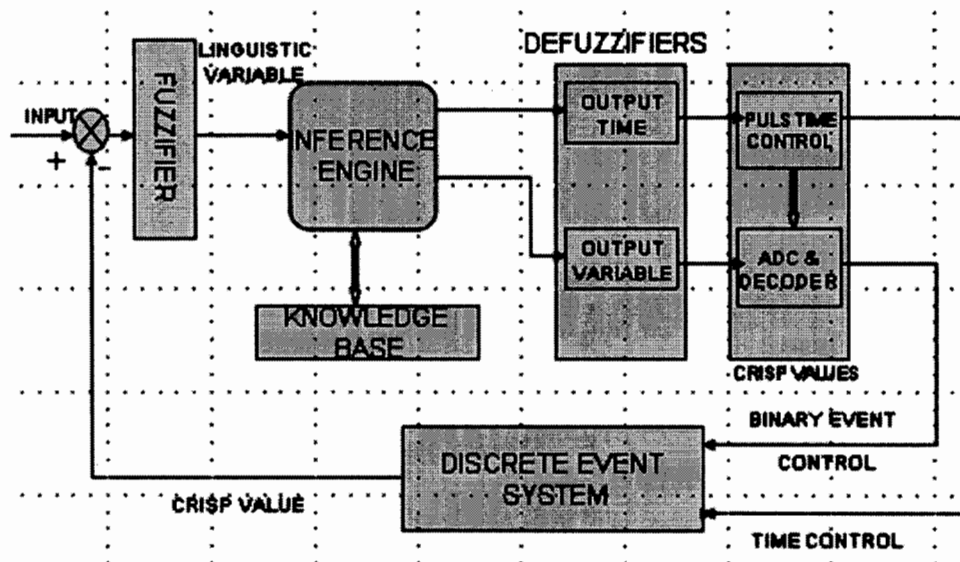 DEFUZZIFIERS
LINGUISTIC
VARIABLE
INPUT
+
-
FUZZIFIER
INFERENCE
ENGINE
OUTPUT
TIME
PULS TIME
CONTROL
OUTPUT
VARIABLE
ADC &
DECODER
KNOWLEDGE
BASE
CRISP VALUES
BINARY EVENT
CONTROL
DISCRETE EVENT
SYSTEM
CRISP VALUE
TIME CONTROL